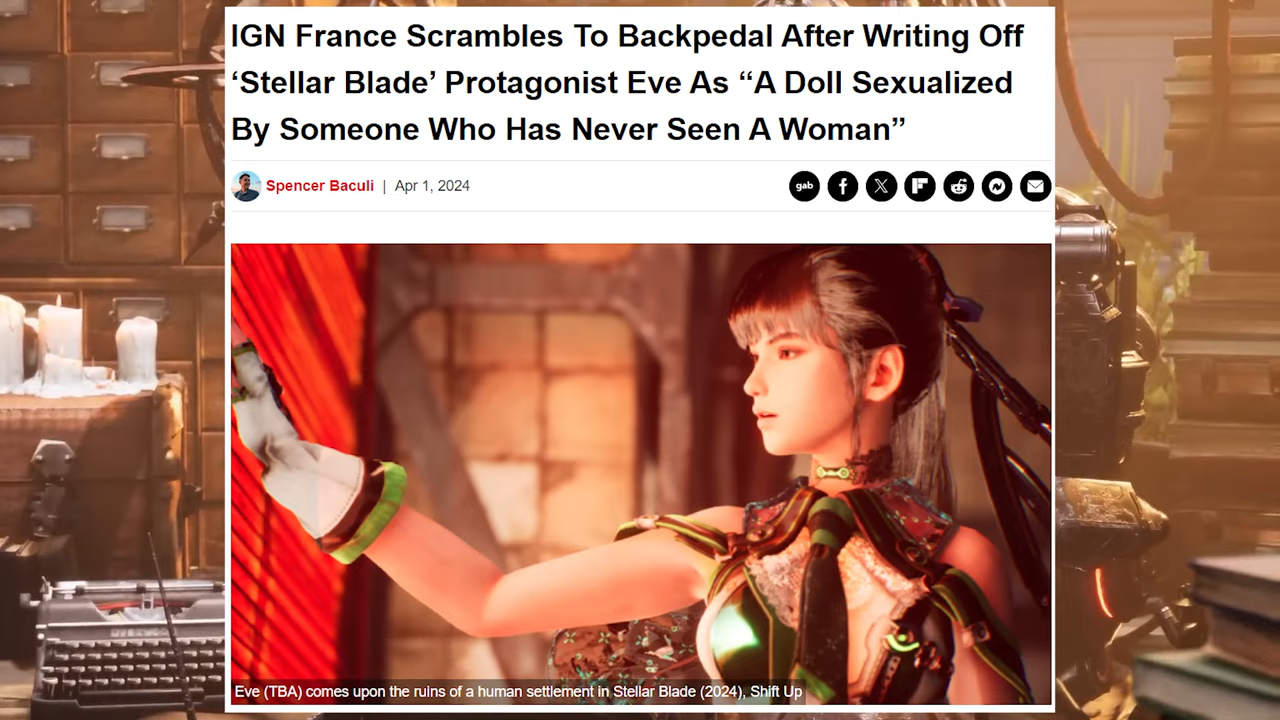 IGN France Scrambles To Backpedal After Writing Off
‘Stellar Blade’ Protagonist Eve As “A Doll Sexualized
By Someone Who Has Never Seen A Woman”
Spencer Baculi | Apr 1, 2024
gab
Eve (TBA) comes upon the ruins of a human settlement in Stellar Blade (2024), Shift Up